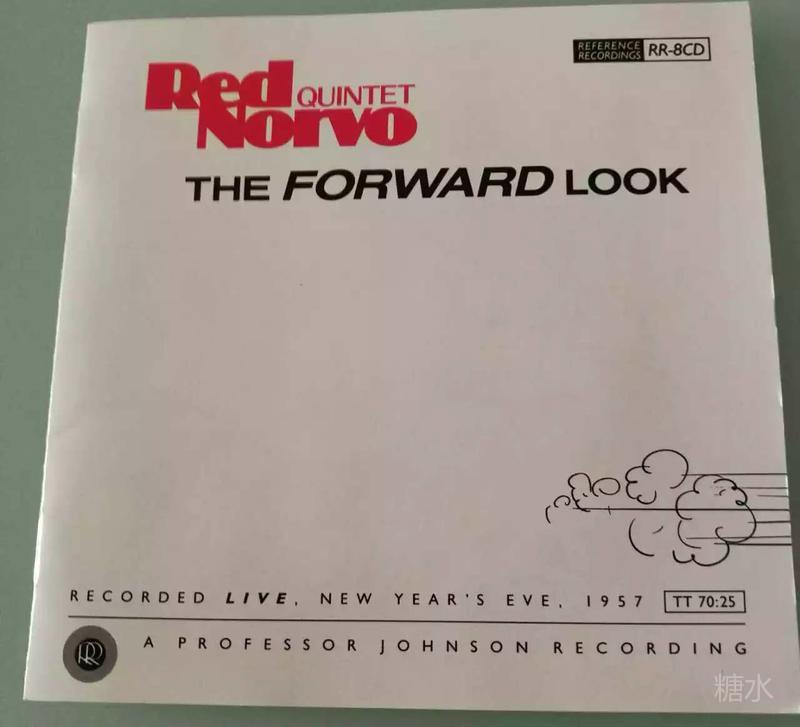 REFERENCE RECORDINGS RR-8CD
Red Norvo QUINTET
THE FORWARD LOOK
RECORDED LIVE, NEW YEAR'S EVE, 1957 TT 70:25
RR A PROFESSOR JOHNSON RECORDING
糖水